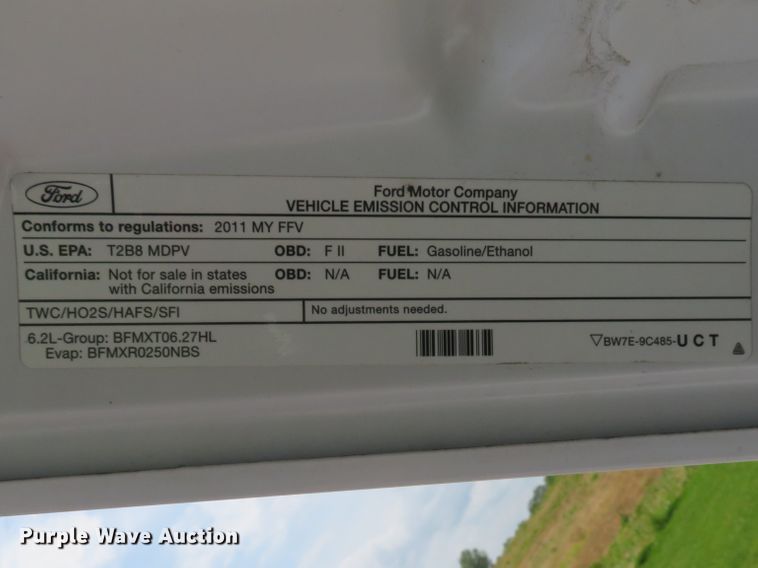 Ford
Ford Motor Company
VEHICLE EMISSION CONTROL INFORMATION
Conforms to regulations: 2011 MY FFV
U.S. EPA: T2B8 MDPV OBD: F II FUEL: Gasoline/Ethanol
California: Not for sale in states OBD: N/A FUEL: N/A
with California emissions
TWC/HO2S/HAFS/SFI No adjustments needed.
6.2L-Group: BFMXT06.27HL
Evap: BFMXR0250NBS
BW7E-9C485-UCT
Purple Wave Auction